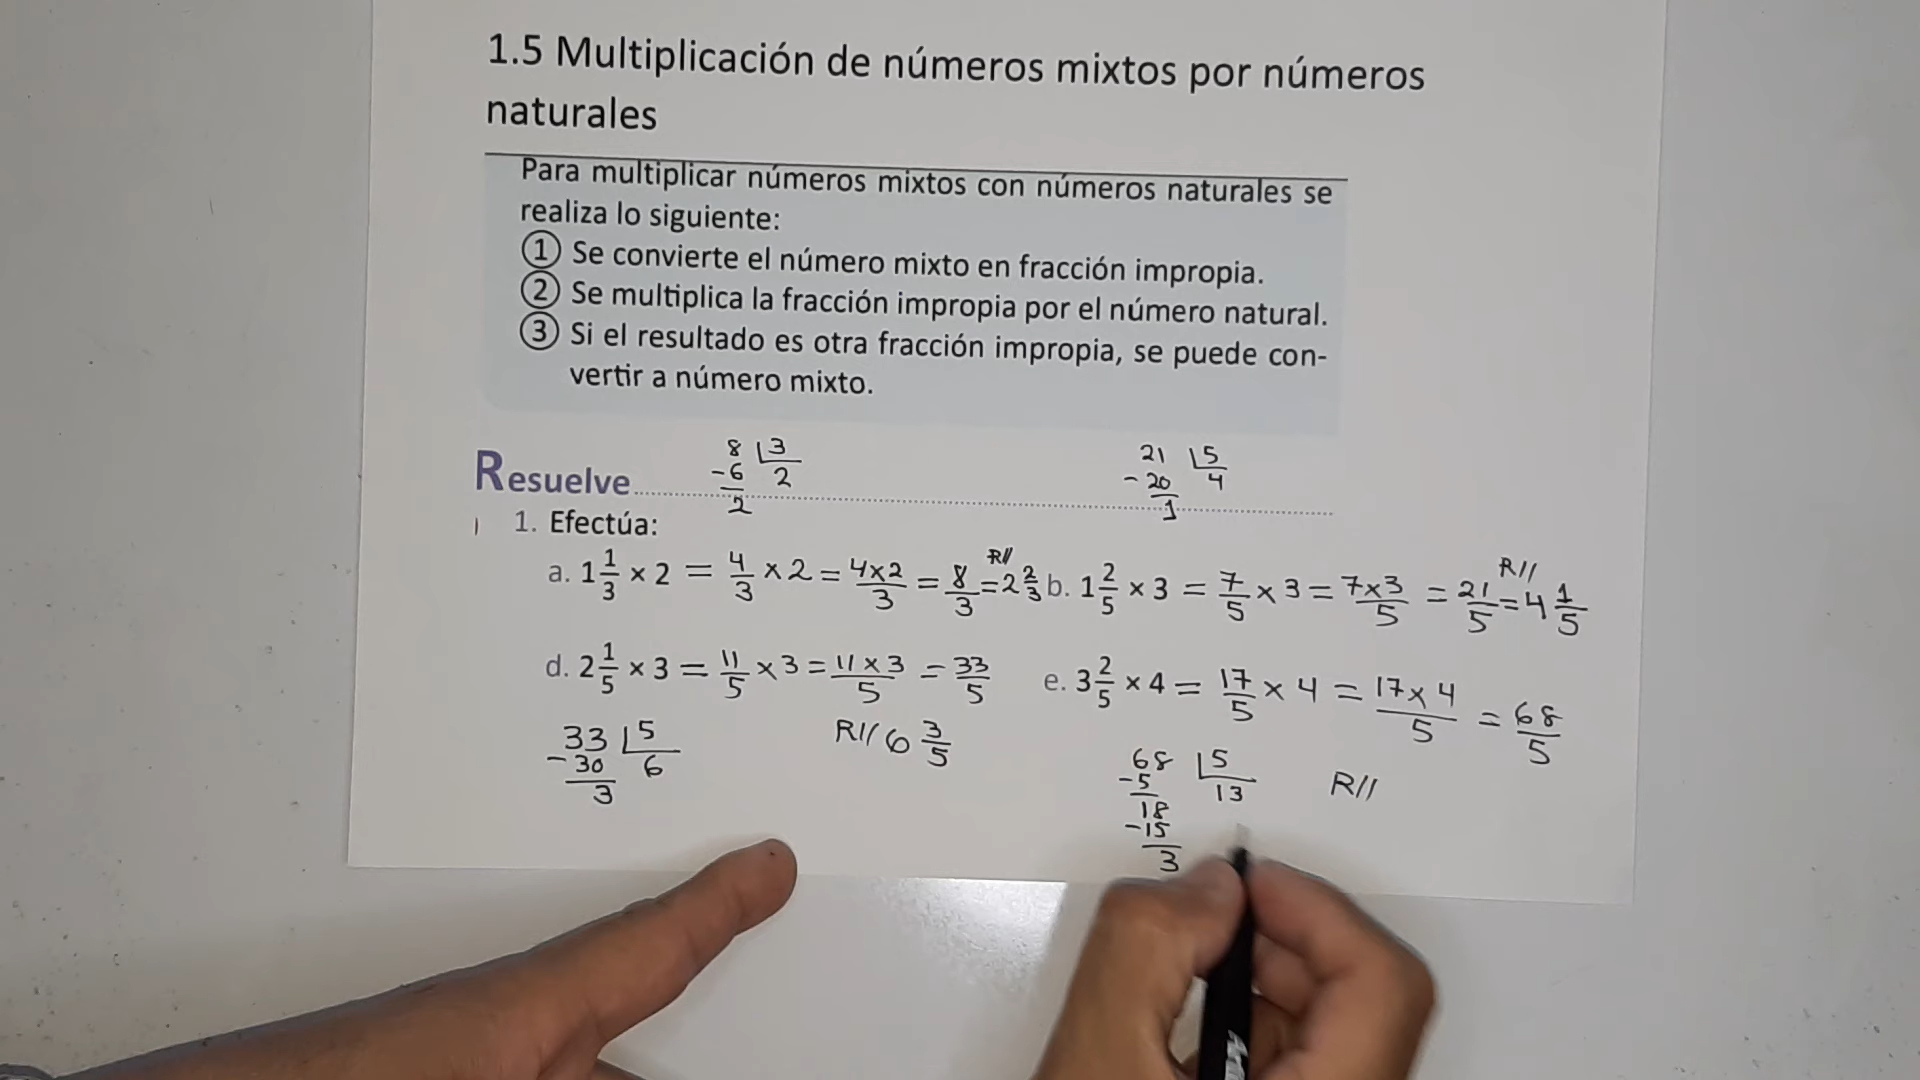 1.5 Multiplicación de números mixtos por números
naturales
Para multiplicar números mixtos con números naturales se
realiza lo siguiente:
① Se convierte el número mixto en fracción impropia.
② Se multiplica la fracción impropia por el número natural.
③ Si el resultado es otra fracción impropia, se puede con-
vertir a número mixto.
8 3
-6 2
2
21 5
-20 4
1
Resuelve
1. Efectúa:
a. 1 1/3 × 2 = 4/3 × 2 = 4×2/3 = 8/3 = R// 2 2/3
b. 1 2/5 × 3 = 7/5 × 3 = 7×3/5 = 21/5 = R// 4 1/5
d. 2 1/5 × 3 = 11/5 × 3 = 11×3/5 = 33/5
e. 3 2/5 × 4 = 17/5 × 4 = 17×4/5 = 68/5
33 5
-30 6
3
R// 6 3/5
68 5
-5 13
18
-15
3
R//